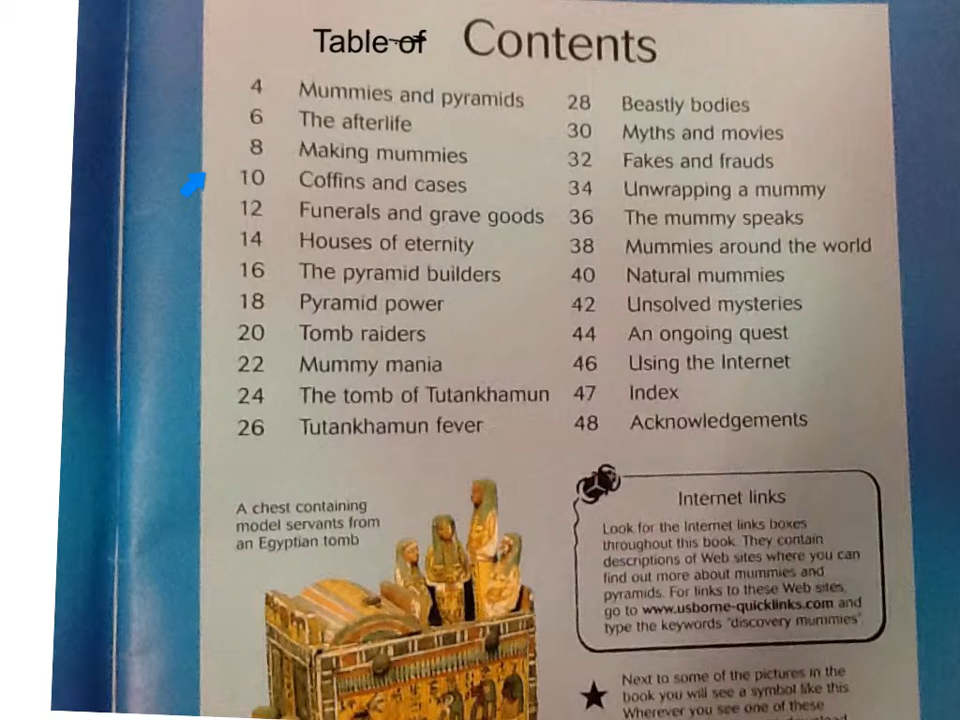 Table of Contents
4 Mummies and pyramids
6 The afterlife
8 Making mummies
10 Coffins and cases
12 Funerals and grave goods
14 Houses of eternity
16 The pyramid builders
18 Pyramid power
20 Tomb raiders
22 Mummy mania
24 The tomb of Tutankhamun
26 Tutankhamun fever
28 Beastly bodies
30 Myths and movies
32 Fakes and frauds
34 Unwrapping a mummy
36 The mummy speaks
38 Mummies around the world
40 Natural mummies
42 Unsolved mysteries
44 An ongoing quest
46 Using the Internet
47 Index
48 Acknowledgements
A chest containing
model servants from
an Egyptian tomb
Internet links
Look for the Internet links boxes
throughout this book. They contain
descriptions of Web sites where you can
find out more about mummies and
pyramids. For links to these Web sites,
go to www.usborne-quicklinks.com and
type the keywords "discovery mummies"
Next to some of the pictures in the
book you will see a symbol like this.
Wherever you see one of these